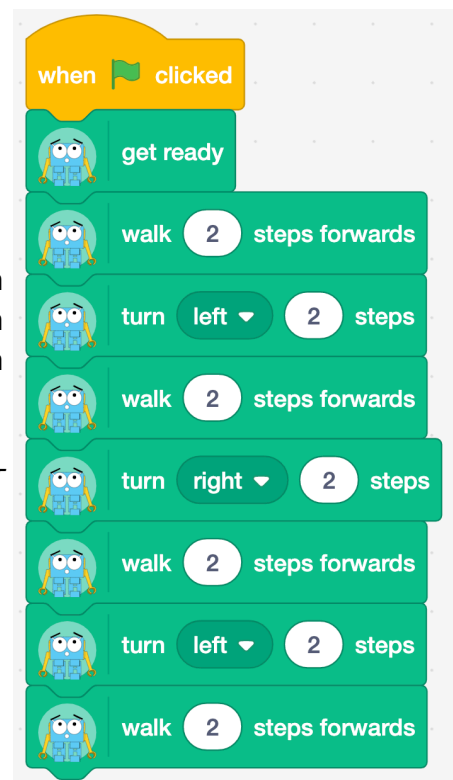 when clicked
get ready
walk 2 steps forwards
turn left 2 steps
walk 2 steps forwards
turn right 2 steps
walk 2 steps forwards
turn left 2 steps
walk 2 steps forwards